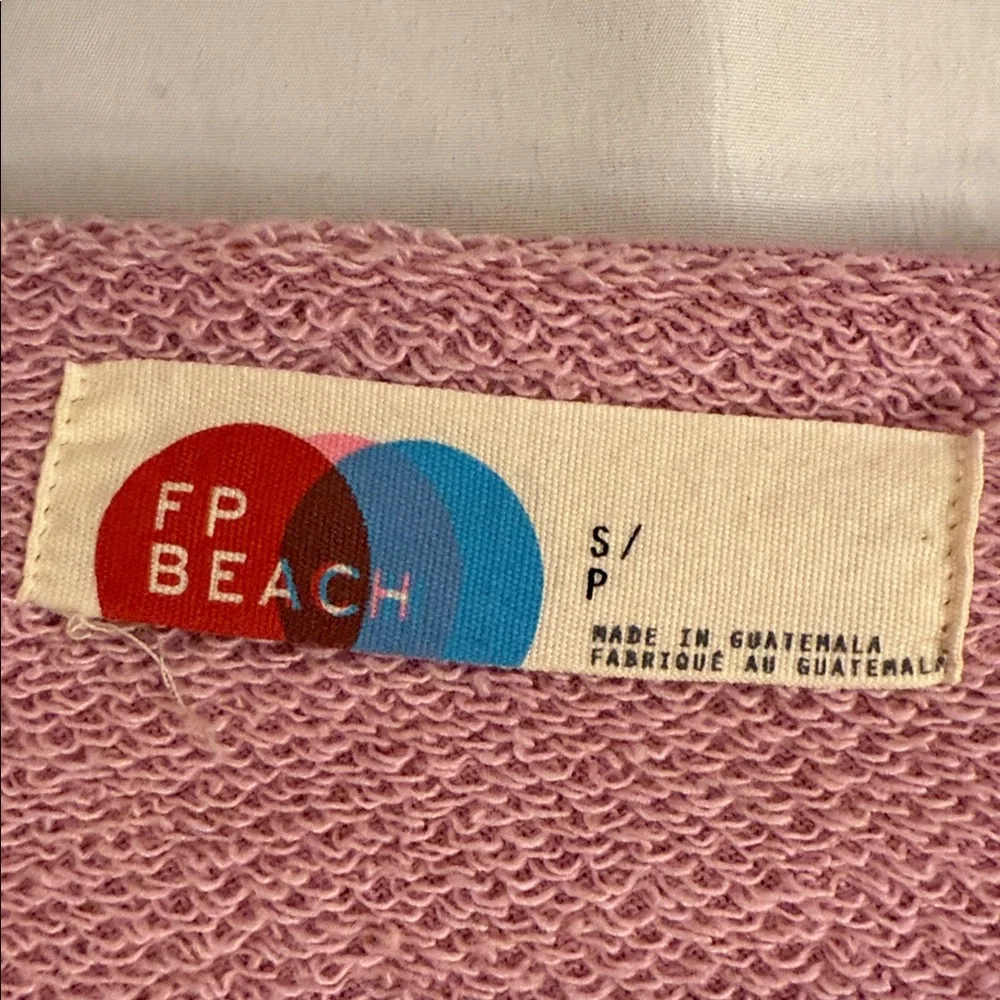 FP
BEACH
S/
P
MADE IN GUATEMALA
FABRIQUÉ AU GUATEMALA